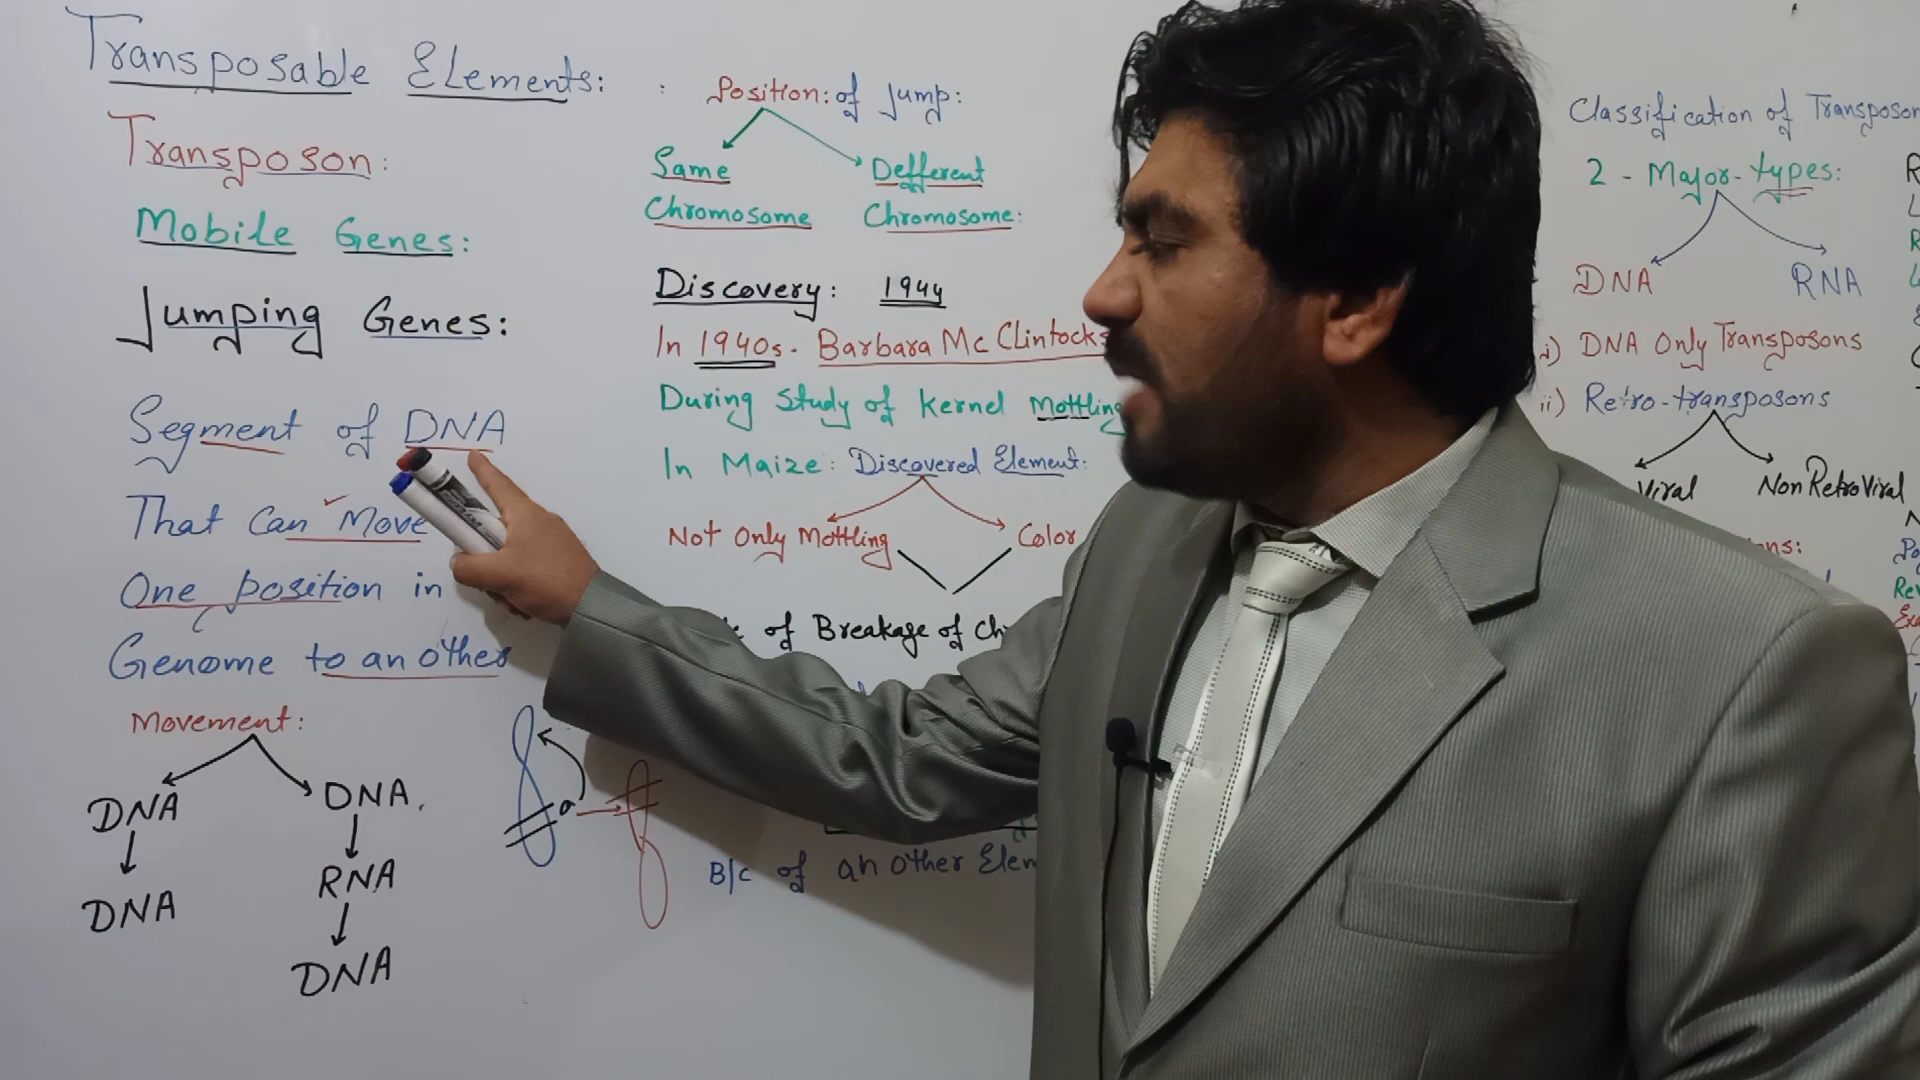 Transposable Elements:
Transposon:
Mobile Genes:
Jumping Genes:
Segment of DNA
That Can Move
One position in
Genome to an other
Movement:
DNA DNA
DNA RNA
DNA
a
Position: of Jump:
Same Defferent
Chromosome Chromosome:
Discovery: 1944
In 1940s - Barbara Mc Clintocks
During Study of Kernel Mottling
In Maize: Discovered Element:
Not Only Mottling Color
of Breakage of
B/c of an other
Classification of
2 - Major-types:
DNA RNA
i) DNA Only Transposons
ii) Retro-transposons
Viral Non RetroViral